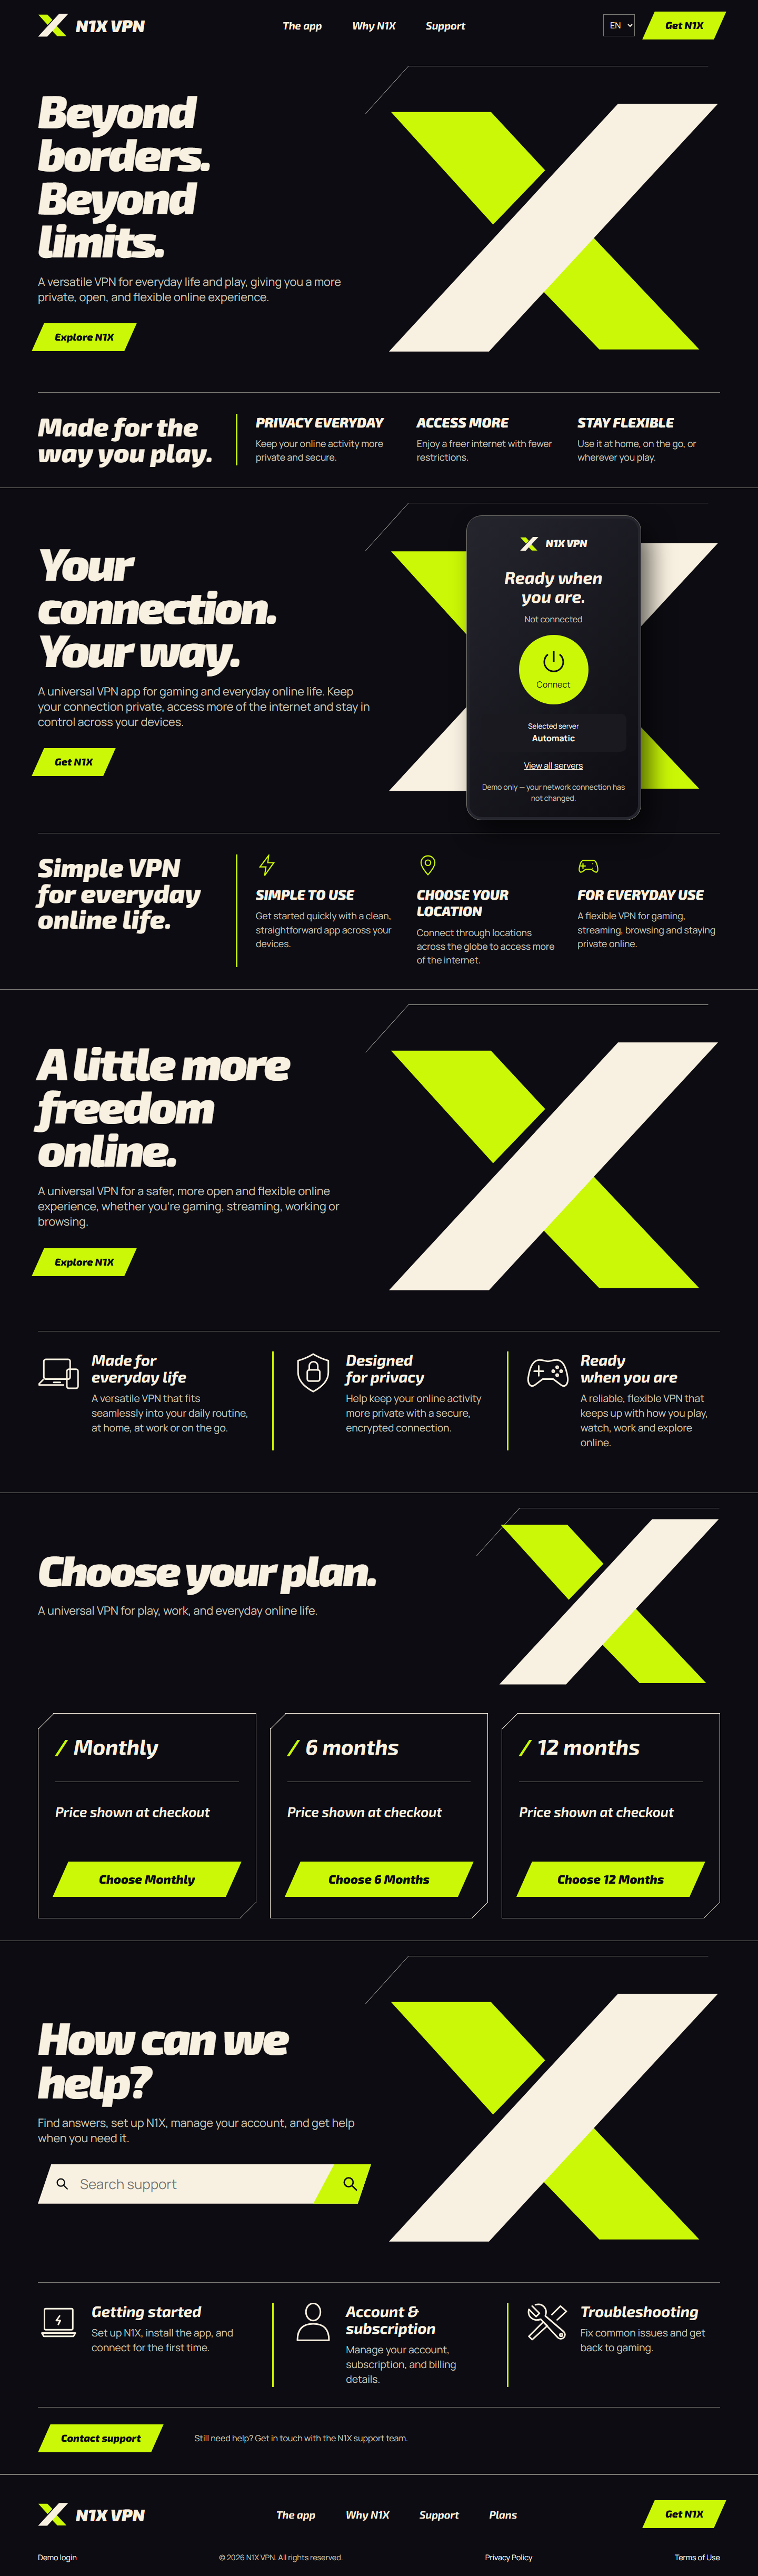 N1X VPN
The app
Why N1X
Support
EN
Get N1X
Beyond
borders.
Beyond
limits.
A versatile VPN for everyday life and play, giving you a more
private, open, and flexible online experience.
Explore N1X
Made for the
way you play.
PRIVACY EVERYDAY
Keep your online activity more
private and secure.
ACCESS MORE
Enjoy a freer internet with fewer
restrictions.
STAY FLEXIBLE
Use it at home, on the go, or
wherever you play.
Your
connection.
Your way.
A universal VPN app for gaming and everyday online life. Keep
your connection private, access more of the internet and stay in
control across your devices.
Get N1X
N1X VPN
Ready when
you are.
Not connected
Connect
Selected server
Automatic
View all servers
Demo only — your network connection has
not changed.
Simple VPN
for everyday
online life.
SIMPLE TO USE
Get started quickly with a clean,
straightforward app across your
devices.
CHOOSE YOUR
LOCATION
Connect through locations
across the globe to access more
of the internet.
FOR EVERYDAY USE
A flexible VPN for gaming,
streaming, browsing and staying
private online.
A little more
freedom
online.
A universal VPN for a safer, more open and flexible online
experience, whether you're gaming, streaming, working or
browsing.
Explore N1X
Made for
everyday life
A versatile VPN that fits
seamlessly into your daily routine,
at home, at work or on the go.
Designed
for privacy
Help keep your online activity
more private with a secure,
encrypted connection.
Ready
when you are
A reliable, flexible VPN that
keeps up with how you play,
watch, work and explore
online.
Choose your plan.
A universal VPN for play, work, and everyday online life.
/ Monthly
Price shown at checkout
Choose Monthly
/ 6 months
Price shown at checkout
Choose 6 Months
/ 12 months
Price shown at checkout
Choose 12 Months
How can we
help?
Find answers, set up N1X, manage your account, and get help
when you need it.
Search support
Getting started
Set up N1X, install the app, and
connect for the first time.
Account &
subscription
Manage your account,
subscription, and billing
details.
Troubleshooting
Fix common issues and get
back to gaming.
Contact support
Still need help? Get in touch with the N1X support team.
N1X VPN
The app
Why N1X
Support
Plans
Get N1X
Demo login
© 2026 N1X VPN. All rights reserved.
Privacy Policy
Terms of Use